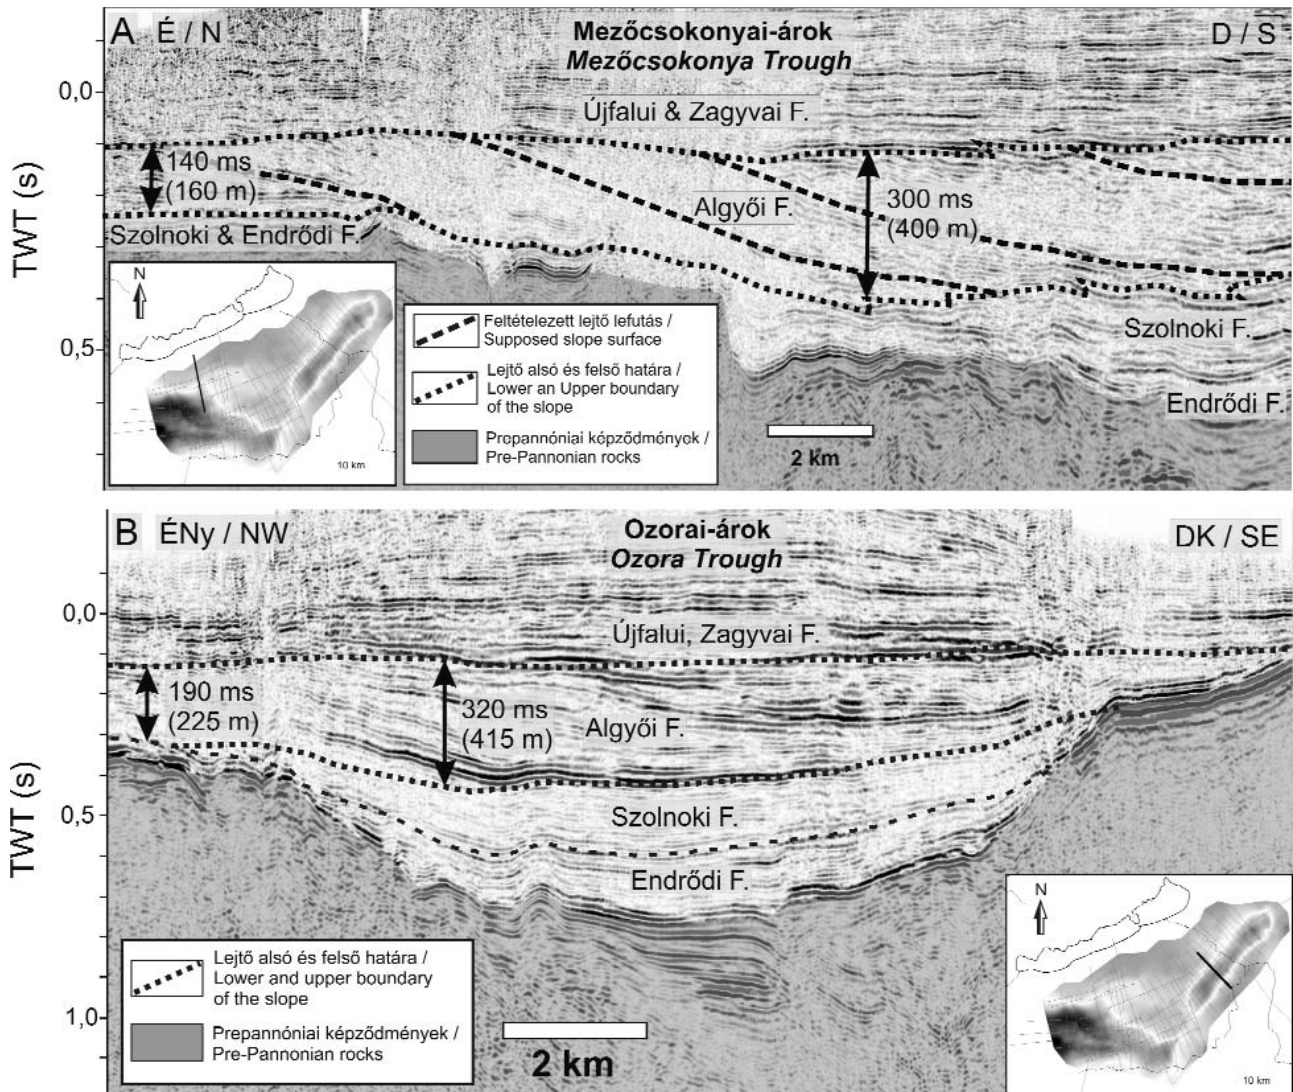 A É / N
Mezőcsokonyai-árok
Mezőcsokonya Trough
D / S
0,0
Újfalui & Zagyvai F.
140 ms
(160 m)
Algyői F.
300 ms
(400 m)
TWT (s)
Szolnoki & Endrődi F.
N
10 km
Feltételezett lejtő lefutás /
Supposed slope surface
Lejtő alsó és felső határa /
Lower an Upper boundary
of the slope
Prepannóniai képződmények /
Pre-Pannonian rocks
Szolnoki F.
0,5
Endrődi F.
2 km
B ÉNy / NW
Ozorai-árok
Ozora Trough
DK / SE
0,0
Újfalui, Zagyvai F.
190 ms
(225 m)
320 ms
(415 m)
Algyői F.
TWT (s)
0,5
Szolnoki F.
Endrődi F.
Lejtő alsó és felső határa /
Lower and upper boundary
of the slope
Prepannóniai képződmények /
Pre-Pannonian rocks
1,0
2 km
N
10 km